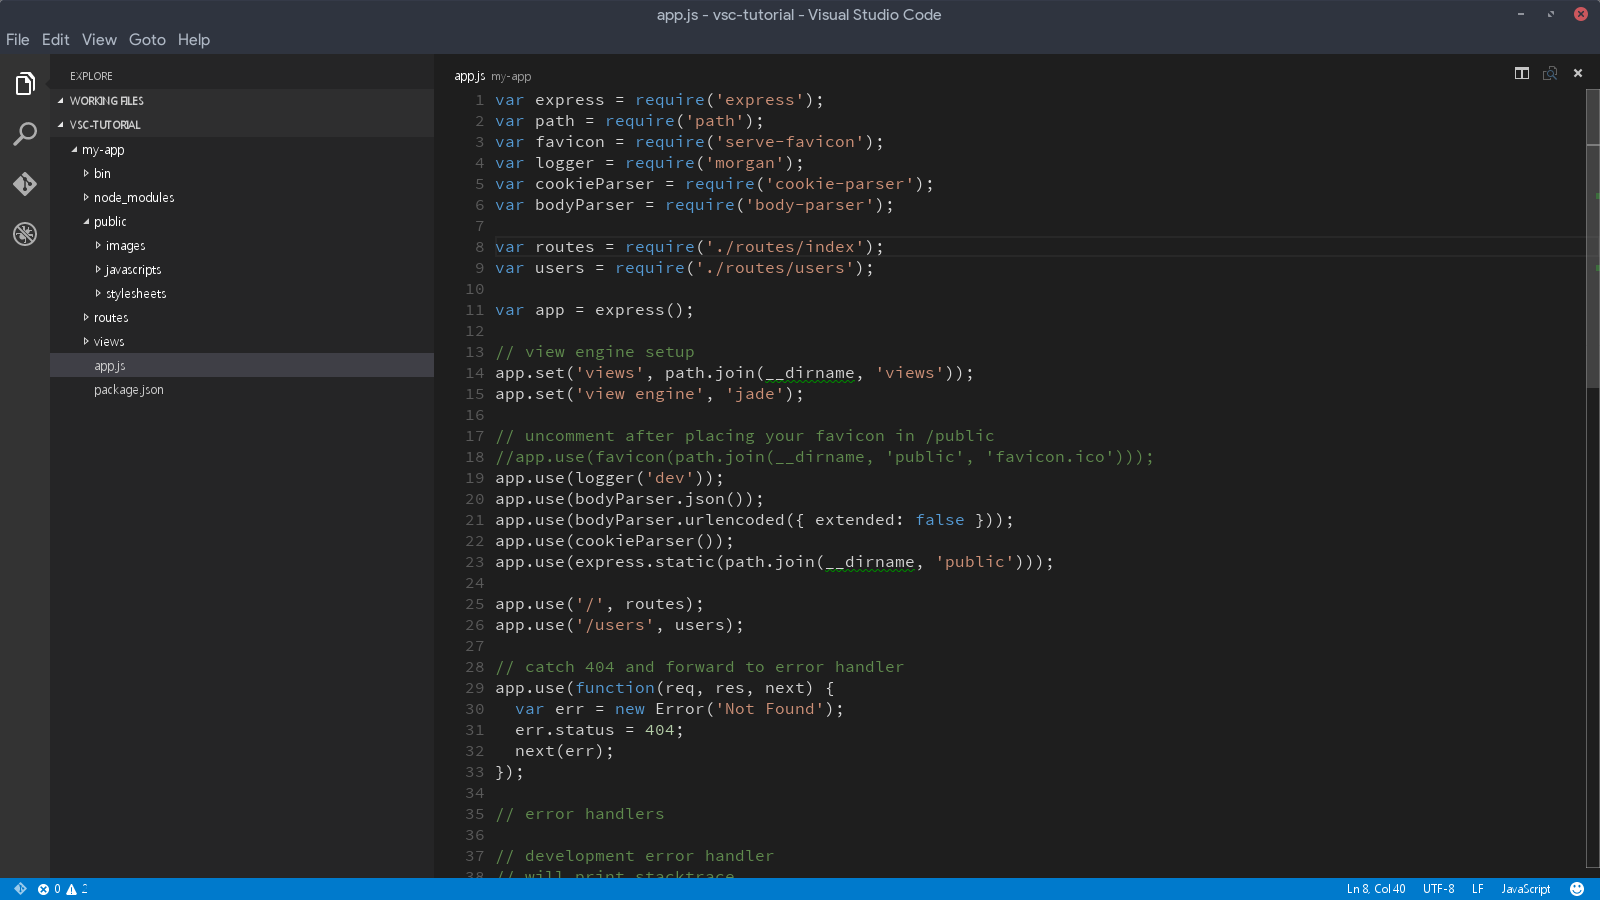 app.js - vsc-tutorial - Visual Studio Code
File Edit View Goto Help
EXPLORE
WORKING FILES
VSC-TUTORIAL
my-app
bin
node_modules
public
images
javascripts
stylesheets
routes
views
app.js
package.json
app.js my-app
1 var express = require('express');
2 var path = require('path');
3 var favicon = require('serve-favicon');
4 var logger = require('morgan');
5 var cookieParser = require('cookie-parser');
6 var bodyParser = require('body-parser');
7
8 var routes = require('./routes/index');
9 var users = require('./routes/users');
10
11 var app = express();
12
13 // view engine setup
14 app.set('views', path.join(__dirname, 'views'));
15 app.set('view engine', 'jade');
16
17 // uncomment after placing your favicon in /public
18 //app.use(favicon(path.join(__dirname, 'public', 'favicon.ico')));
19 app.use(logger('dev'));
20 app.use(bodyParser.json());
21 app.use(bodyParser.urlencoded({ extended: false }));
22 app.use(cookieParser());
23 app.use(express.static(path.join(__dirname, 'public')));
24
25 app.use('/', routes);
26 app.use('/users', users);
27
28 // catch 404 and forward to error handler
29 app.use(function(req, res, next) {
30   var err = new Error('Not Found');
31   err.status = 404;
32   next(err);
33 });
34
35 // error handlers
36
37 // development error handler
38 // will print stacktrace
0 2
Ln 8, Col 40 UTF-8 LF JavaScript